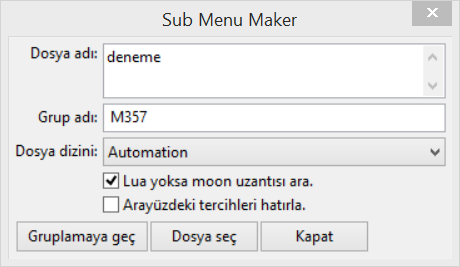 Sub Menu Maker
Dosya adı: deneme
Grup adı: M357
Dosya dizini: Automation
Lua yoksa moon uzantısı ara.
Arayüzdeki tercihleri hatırla.
Gruplamaya geç Dosya seç Kapat